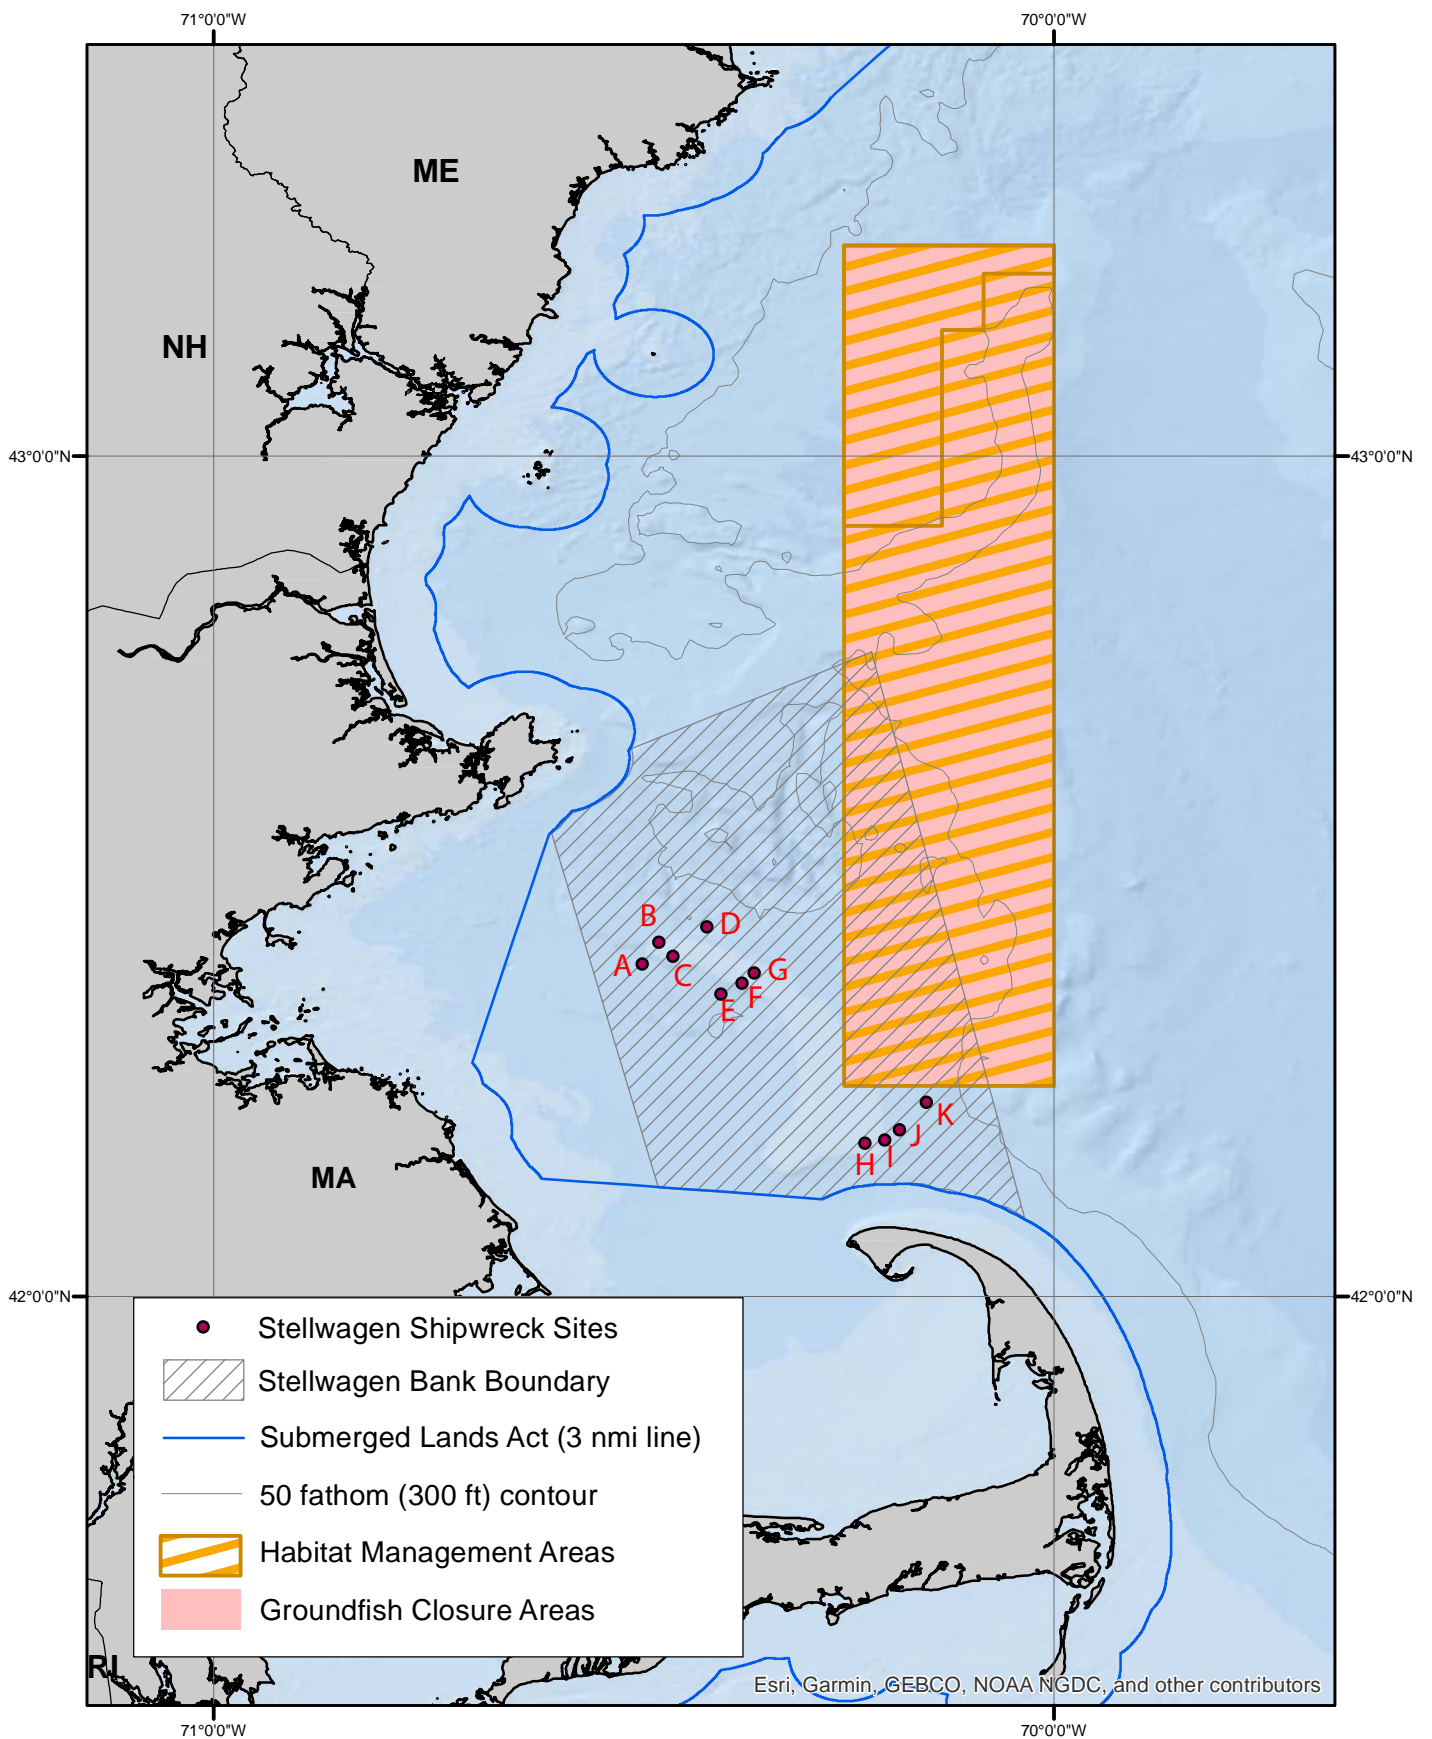 71°0'0"W 70°0'0"W
ME
NH
43°0'0"N 43°0'0"N
B
D
A
C
G
F
E
K
J
H
I
MA
42°0'0"N 42°0'0"N
Stellwagen Shipwreck Sites
Stellwagen Bank Boundary
Submerged Lands Act (3 nmi line)
50 fathom (300 ft) contour
Habitat Management Areas
Groundfish Closure Areas
RI
Esri, Garmin, GEBCO, NOAA NGDC, and other contributors
71°0'0"W 70°0'0"W